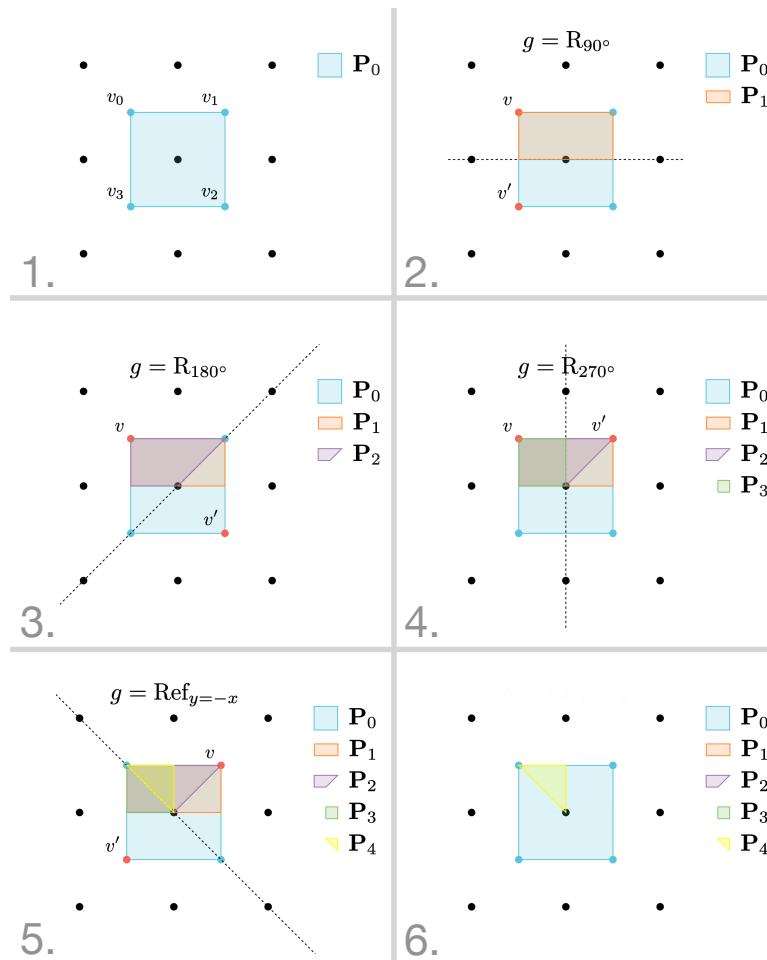 P₀
v₀ v₁
v₃ v₂
1.
g = R₉₀°
P₀
P₁
v
v′
2.
g = R₁₈₀°
P₀
P₁
P₂
v
v′
3.
g = R₂₇₀°
P₀
P₁
P₂
P₃
v v′
4.
g = Ref_{y=−x}
P₀
P₁
P₂
P₃
P₄
v
v′
5.
P₀
P₁
P₂
P₃
P₄
6.